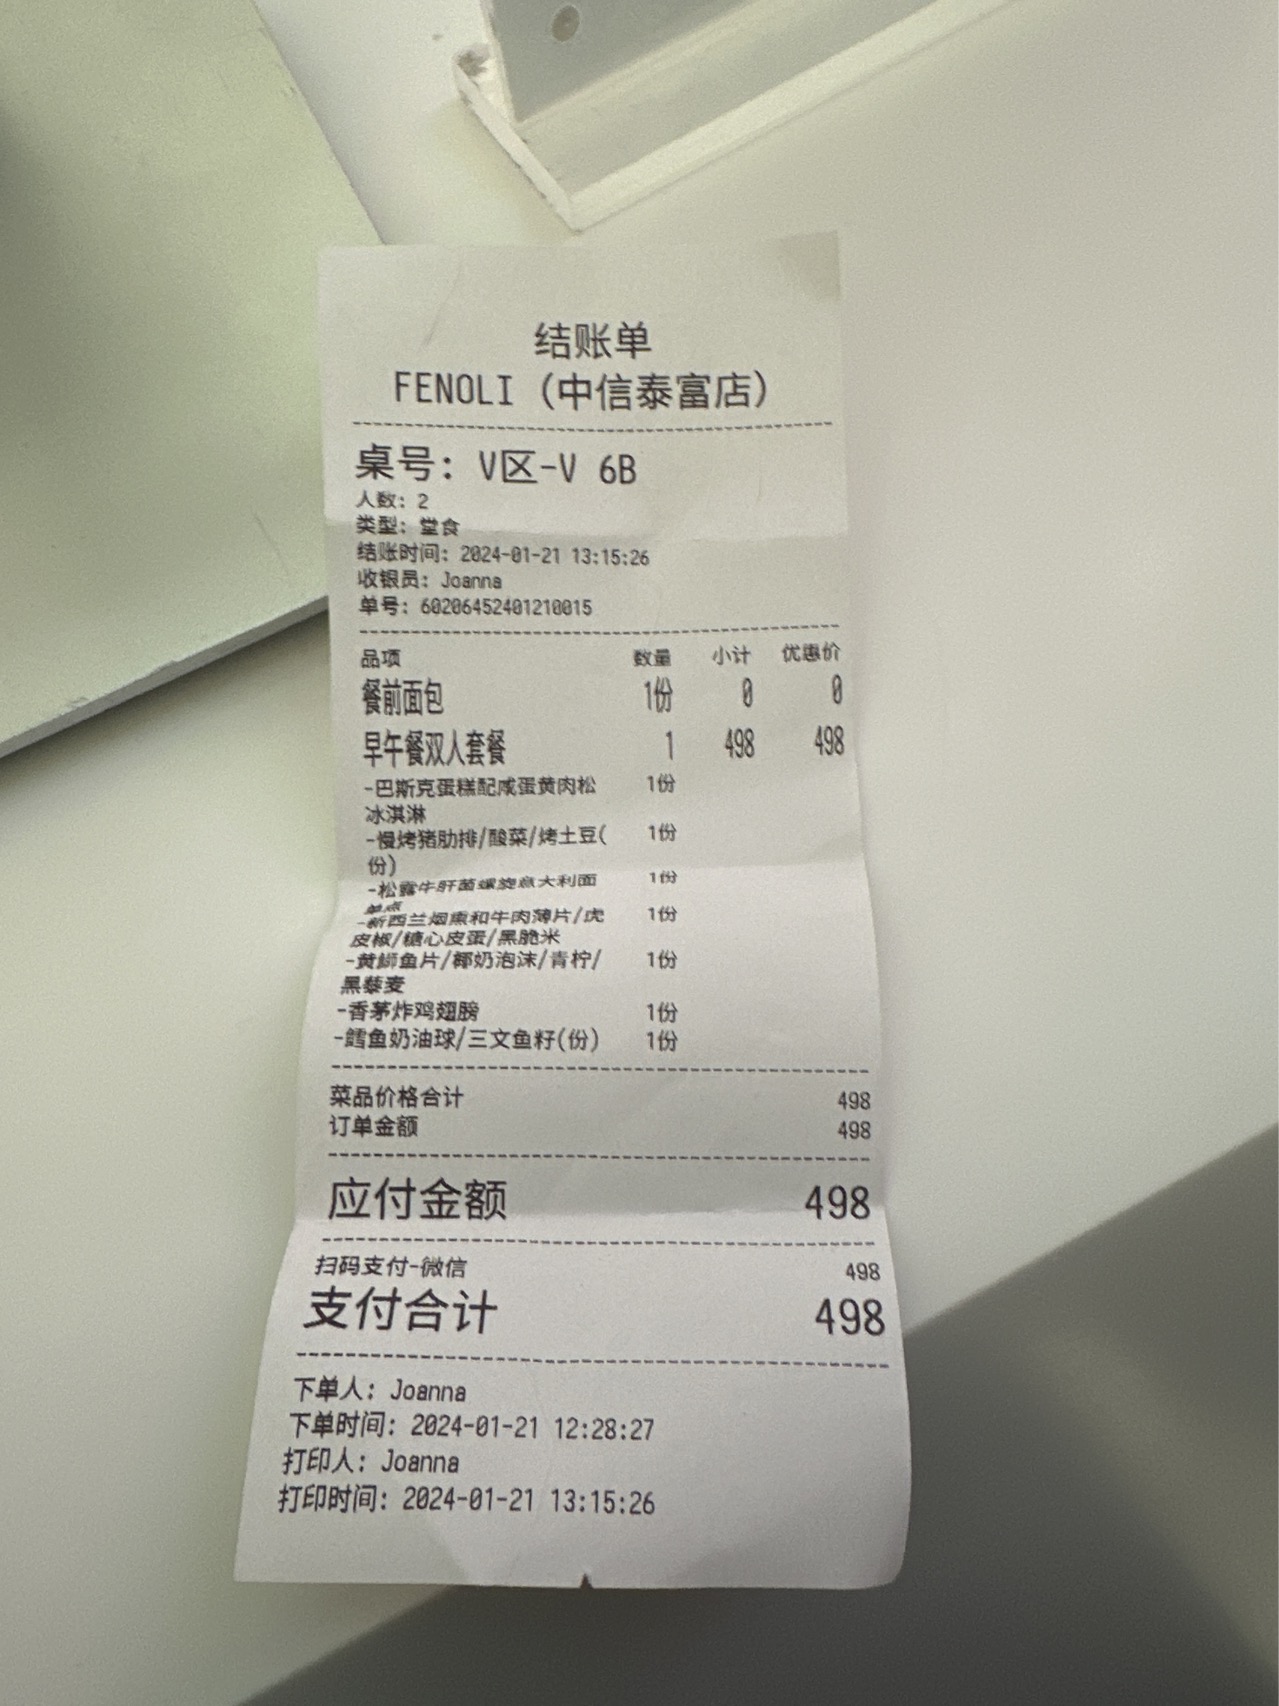 结账单
FENOLI (中信泰富店)
桌号: V区-V 6B
人数: 2
类型: 堂食
结账时间: 2024-01-21 13:15:26
收银员: Joanna
单号: 60206452401210015
品项 数量 小计 优惠价
餐前面包 1份 0 0
早午餐双人套餐 1 498 498
-巴斯克蛋糕配咸蛋黄肉松 1份
冰淇淋
-慢烤猪肋排/酸菜/烤土豆( 1份
份)
-松露牛肝菌螺旋意大利面 1份
单点
-新西兰烟熏和牛肉薄片/虎 1份
皮椒/糖心皮蛋/黑脆米
-黄鰤鱼片/椰奶泡沫/青柠/ 1份
黑藜麦
-香茅炸鸡翅膀 1份
-鳕鱼奶油球/三文鱼籽(份) 1份
菜品价格合计 498
订单金额 498
应付金额 498
扫码支付-微信 498
支付合计 498
下单人: Joanna
下单时间: 2024-01-21 12:28:27
打印人: Joanna
打印时间: 2024-01-21 13:15:26